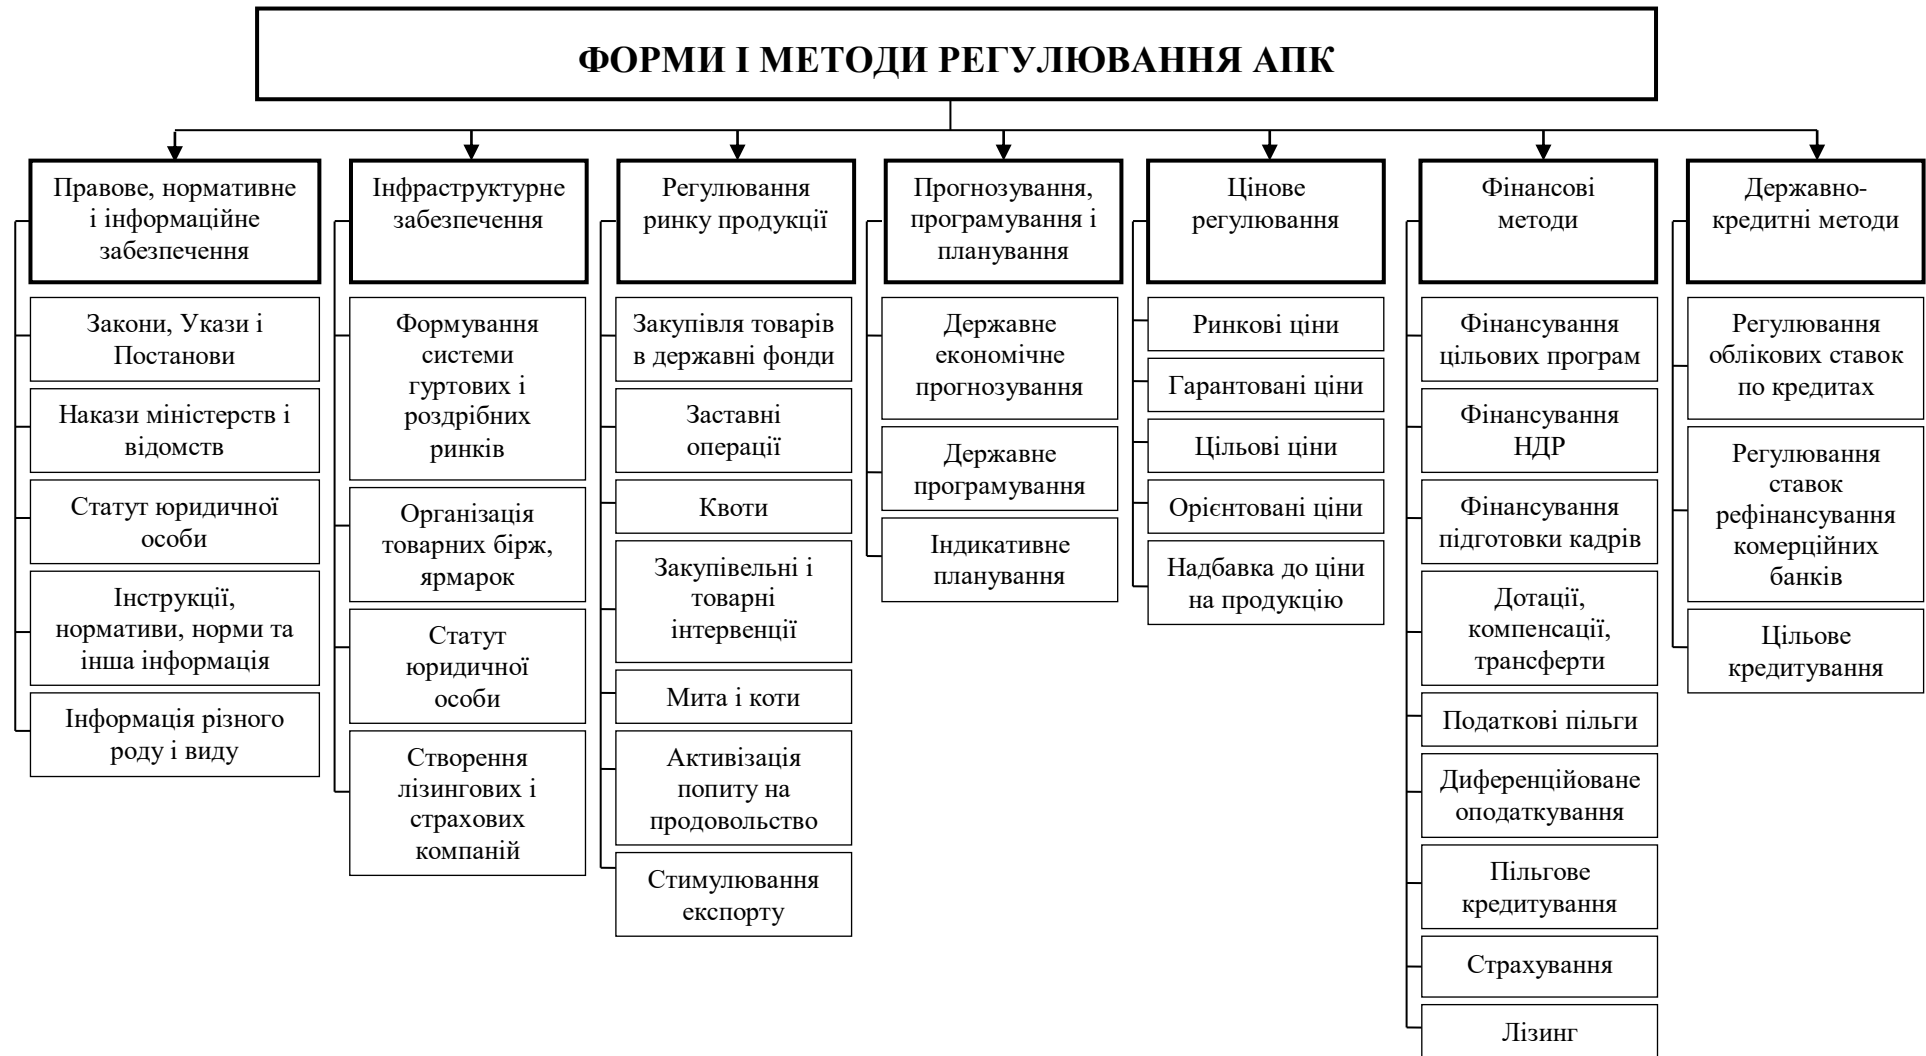 ФОРМИ І МЕТОДИ РЕГУЛЮВАННЯ АПК
Правове, нормативне
і інформаційне
забезпечення
Закони, Укази і
Постанови
Накази міністерств і
відомств
Статут юридичної
особи
Інструкції,
нормативи, норми та
інша інформація
Інформація різного
роду і виду
Інфраструктурне
забезпечення
Формування
системи
гуртових і
роздрібних
ринків
Організація
товарних бірж,
ярмарок
Статут
юридичної
особи
Створення
лізингових і
страхових
компаній
Регулювання
ринку продукції
Закупівля товарів
в державні фонди
Заставні
операції
Квоти
Закупівельні і
товарні
інтервенції
Мита і коти
Активізація
попиту на
продовольство
Стимулювання
експорту
Прогнозування,
програмування і
планування
Державне
економічне
прогнозування
Державне
програмування
Індикативне
планування
Цінове
регулювання
Ринкові ціни
Гарантовані ціни
Цільові ціни
Орієнтовані ціни
Надбавка до ціни
на продукцію
Фінансові
методи
Фінансування
цільових програм
Фінансування
НДР
Фінансування
підготовки кадрів
Дотації,
компенсації,
трансферти
Податкові пільги
Диференційоване
оподаткування
Пільгове
кредитування
Страхування
Лізинг
Державно-
кредитні методи
Регулювання
облікових ставок
по кредитах
Регулювання
ставок
рефінансування
комерційних
банків
Цільове
кредитування